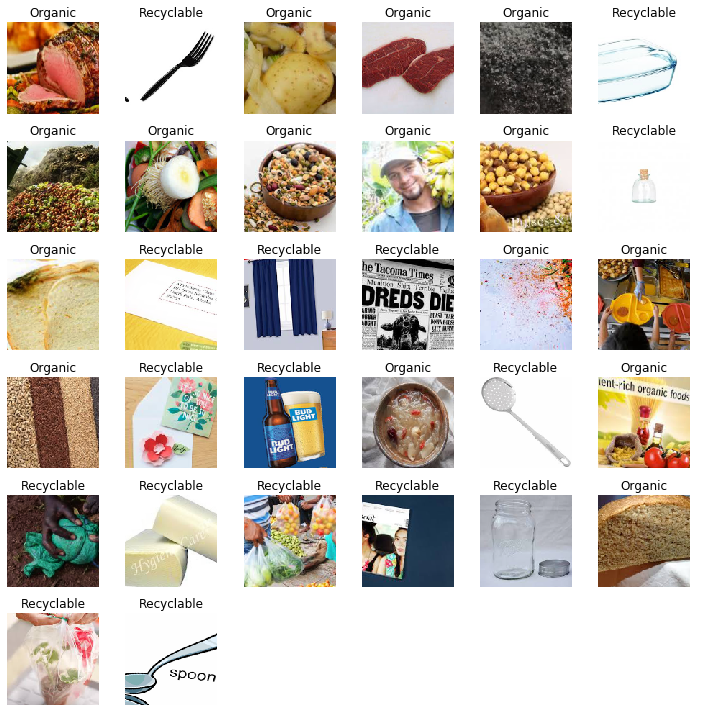 Organic
Recyclable
Organic
Organic
Organic
Recyclable
Organic
Organic
Organic
Organic
Organic
Recyclable
Organic
Recyclable
Recyclable
Recyclable
Organic
Organic
The Tacoma Times
DREDS DIE
Organic
Recyclable
Recyclable
Organic
Recyclable
Organic
BUD
LIGHT
BUD
LIGHT
ent-rich organic foods
Recyclable
Recyclable
Recyclable
Recyclable
Recyclable
Organic
Hygiene Care
Recyclable
Recyclable
spoon